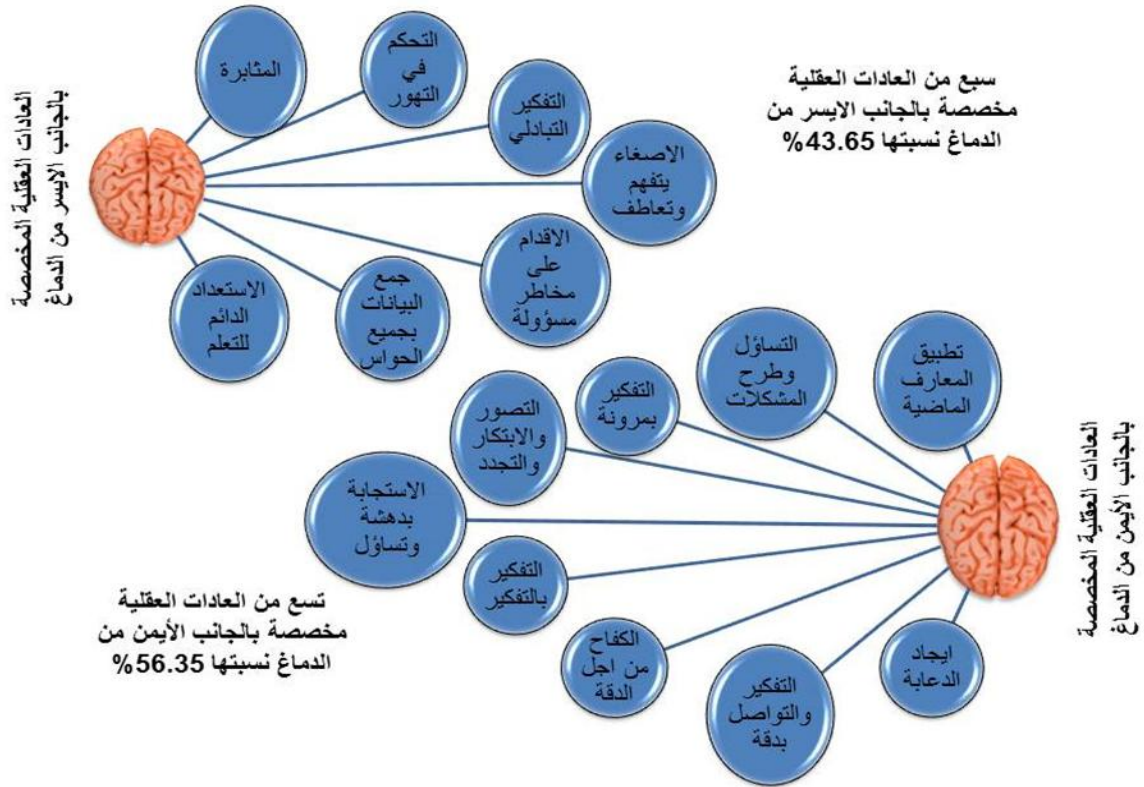 العادات العقلية المخصصة
بالجانب الايسر من الدماغ
المثابرة
التحكم
في
التهور
التفكير
التبادلي
الاصغاء
يتفهم
وتعاطف
الاقدام
على
مخاطر
مسؤولة
جمع
البيانات
بجميع
الحواس
الاستعداد
الدائم
للتعلم
سبع من العادات العقلية
مخصصة بالجانب الايسر من
الدماغ نسبتها 43.65%
تطبيق
المعارف
الماضية
التساؤل
وطرح
المشكلات
التفكير
بمرونة
التصور
والابتكار
والتجدد
الاستجابة
بدهشة
وتساؤل
التفكير
بالتفكير
الكفاح
من اجل
الدقة
التفكير
والتواصل
بدقة
ايجاد
الدعابة
العادات العقلية المخصصة
بالجانب الأيمن من الدماغ
تسع من العادات العقلية
مخصصة بالجانب الأيمن من
الدماغ نسبتها 56.35%